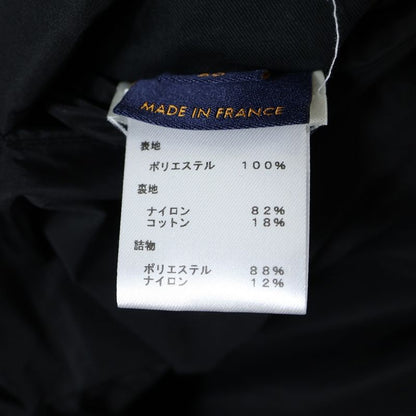 MADE IN FRANCE
表地
ポリエステル 100%
裏地
ナイロン 82%
コットン 18%
詰物
ポリエステル 88%
ナイロン 12%